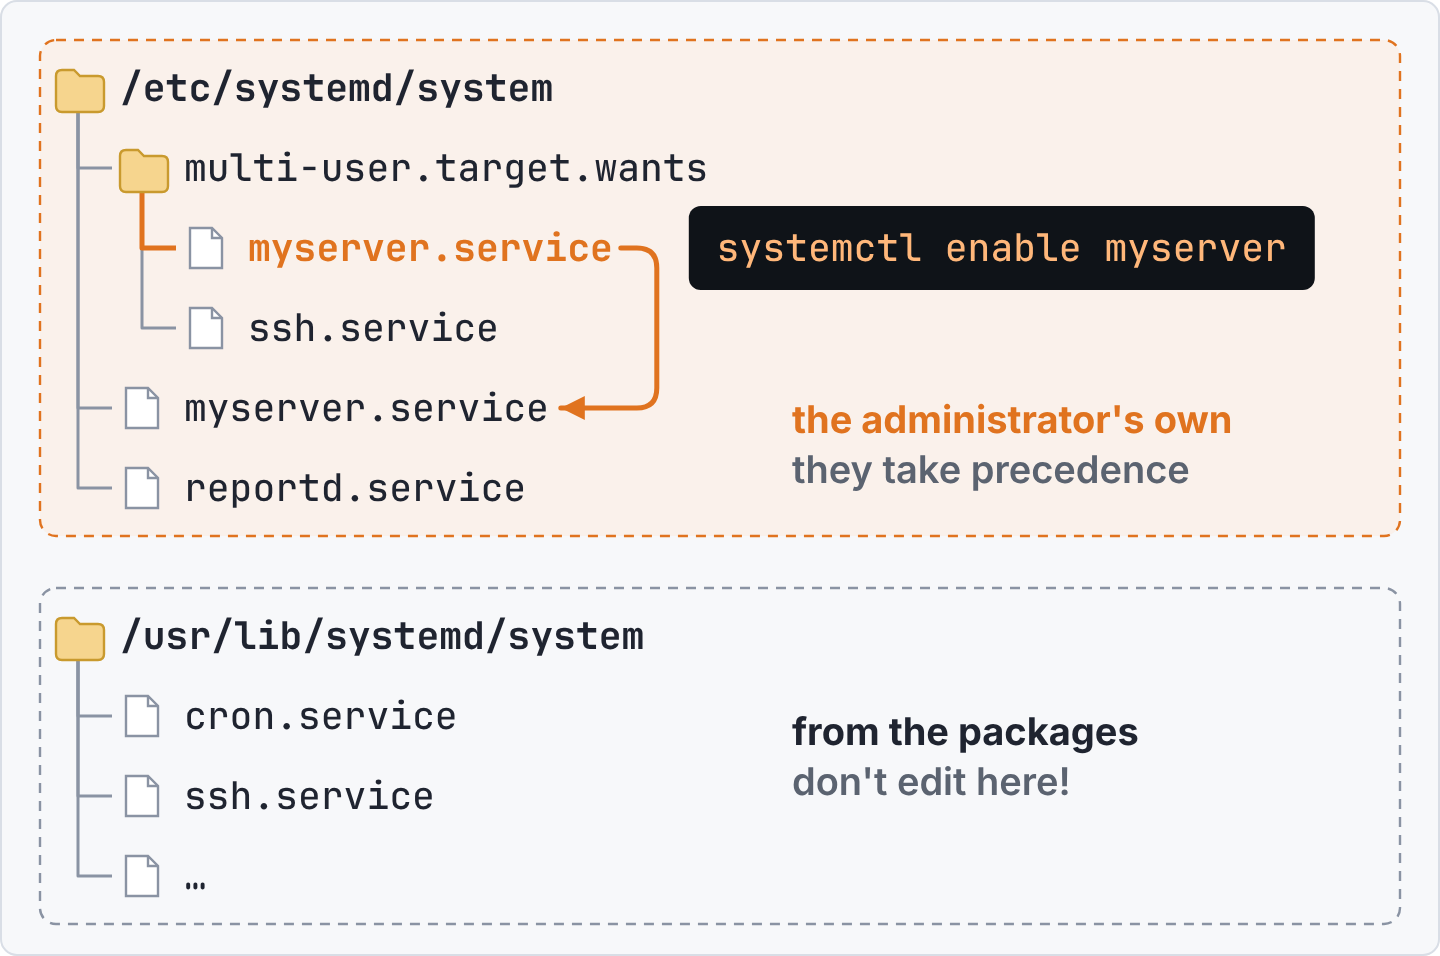 /etc/systemd/system
multi-user.target.wants
myserver.service
systemctl enable myserver
ssh.service
myserver.service
the administrator's own
they take precedence
reportd.service
/usr/lib/systemd/system
cron.service
from the packages
don't edit here!
ssh.service
…